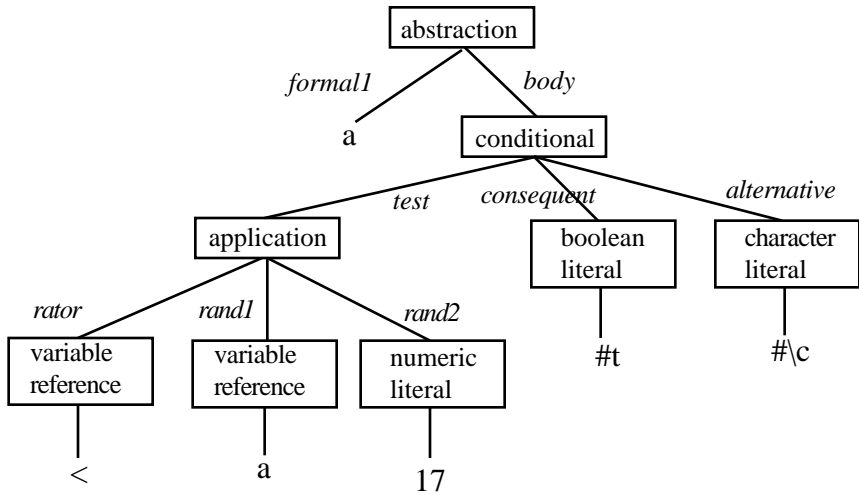 abstraction
formal1
body
a
conditional
test
consequent
alternative
application
boolean
literal
character
literal
rator
rand1
rand2
variable
reference
variable
reference
numeric
literal
#t
#\c
<
a
17